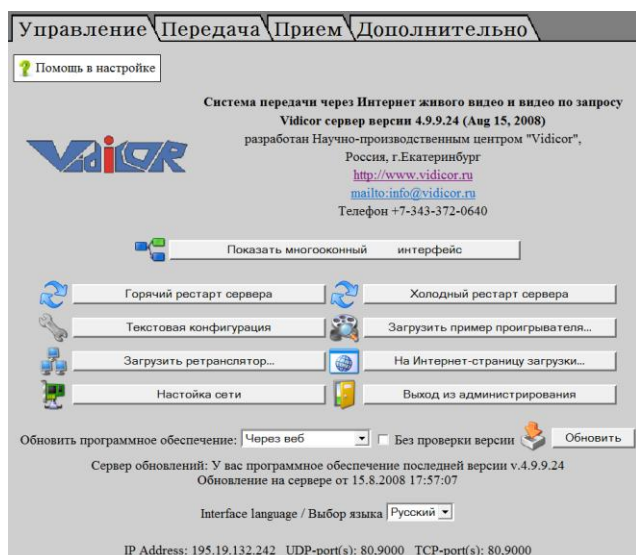 Управление Передача Прием Дополнительно
Помощь в настройке
Система передачи через Интернет живого видео и видео по запросу
Vidicor сервер версии 4.9.9.24 (Aug 15, 2008)
разработан Научно-производственным центром "Vidicor",
Россия, г.Екатеринбург
http://www.vidicor.ru
mailto:info@vidicor.ru
Телефон +7-343-372-0640
VidicOR
Показать многооконный интерфейс
Горячий рестарт сервера Холодный рестарт сервера
Текстовая конфигурация Загрузить пример проигрывателя...
Загрузить ретранслятор... На Интернет-страницу загрузки...
Настойка сети Выход из администрирования
Обновить программное обеспечение: Через веб Без проверки версии Обновить
Сервер обновлений: У вас программное обеспечение последней версии v.4.9.9.24
Обновление на сервере от 15.8.2008 17:57:07
Interface language / Выбор языка Русский
IP Address: 195.19.132.242 UDP-port(s): 80,9000 TCP-port(s): 80,9000